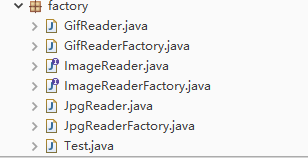 factory
GifReader.java
GifReaderFactory.java
ImageReader.java
ImageReaderFactory.java
JpgReader.java
JpgReaderFactory.java
Test.java